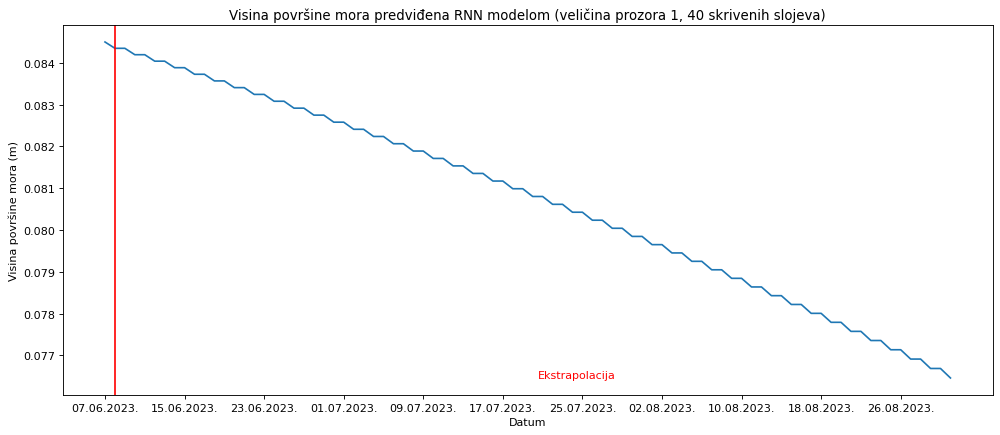 Visina površine mora predviđena RNN modelom (veličina prozora 1, 40 skrivenih slojeva)
Visina površine mora (m)
0.084
0.083
0.082
0.081
0.080
0.079
0.078
0.077
Ekstrapolacija
07.06.2023. 15.06.2023. 23.06.2023. 01.07.2023. 09.07.2023. 17.07.2023. 25.07.2023. 02.08.2023. 10.08.2023. 18.08.2023. 26.08.2023.
Datum